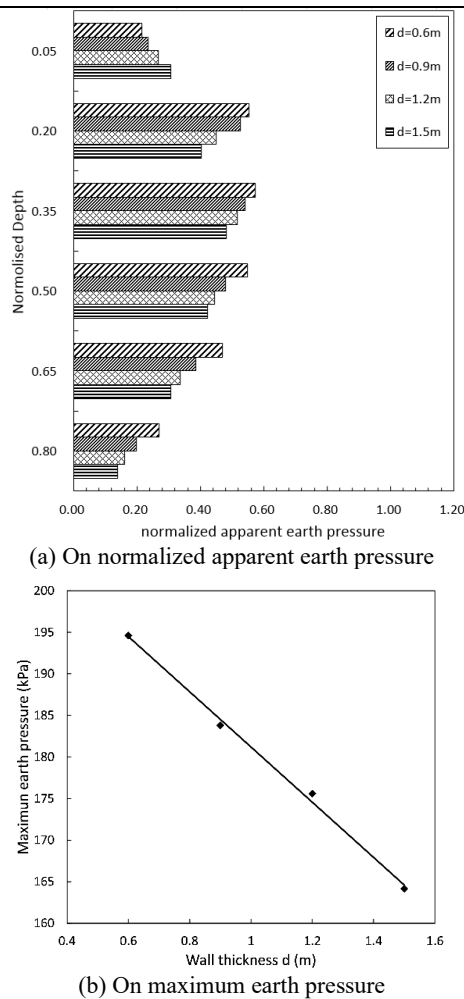 d=0.6m
d=0.9m
d=1.2m
d=1.5m
0.05
0.20
0.35
0.50
0.65
0.80
Normolised Depth
0.00 0.20 0.40 0.60 0.80 1.00 1.20
normalized apparent earth pressure
(a) On normalized apparent earth pressure
200
195
190
185
180
175
170
165
160
Maximun earth pressure (kPa)
0.4 0.6 0.8 1 1.2 1.4 1.6
Wall thickness d (m)
(b) On maximum earth pressure